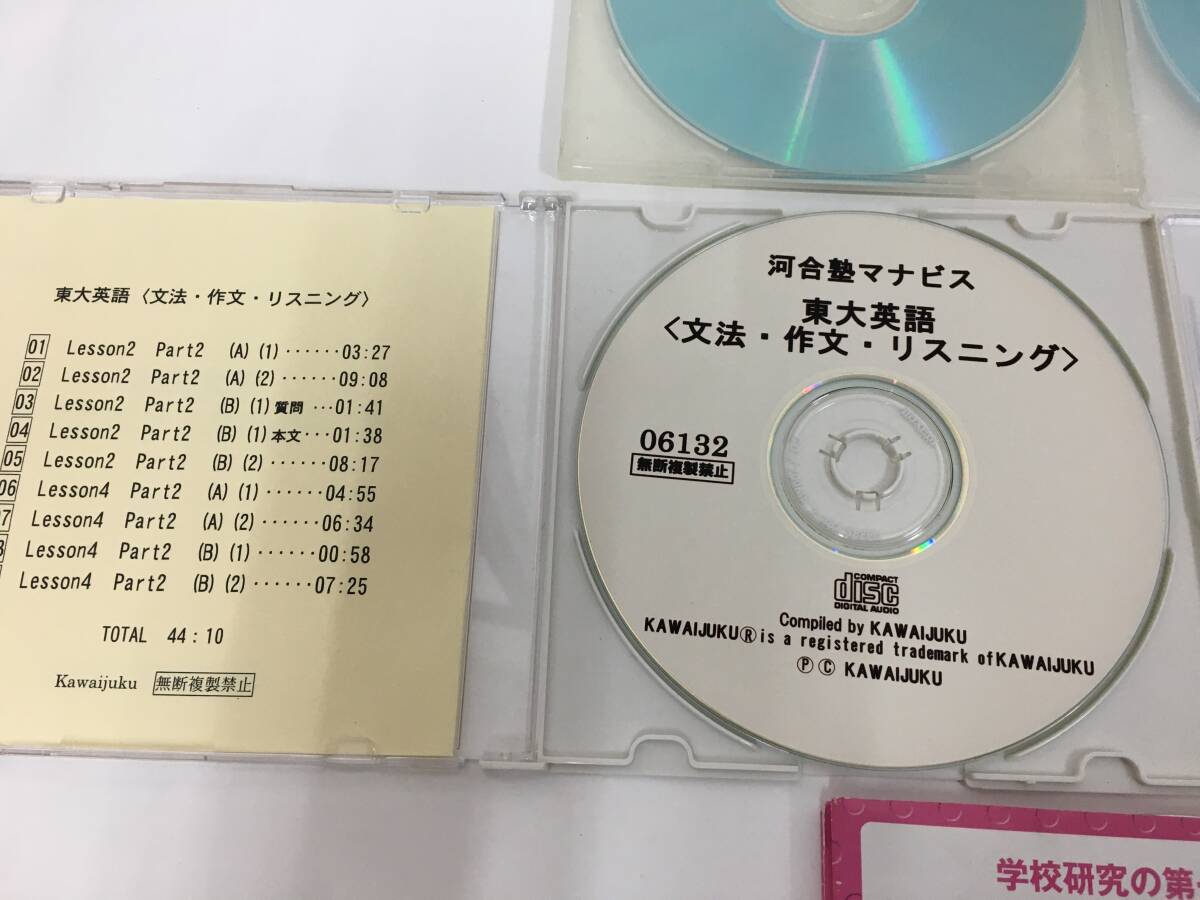 東大英語〈文法・作文・リスニング〉
01 Lesson2 Part2 (A) (1) ‥‥‥03:27
02 Lesson2 Part2 (A) (2) ‥‥‥09:08
03 Lesson2 Part2 (B) (1) 質問 ‥·01:41
04 Lesson2 Part2 (B) (1) 本文‥·01:38
05 Lesson2 Part2 (B) (2) ‥‥‥08:17
06 Lesson4 Part2 (A) (1) ‥‥‥04:55
07 Lesson4 Part2 (A) (2) ‥‥‥06:34
Lesson4 Part2 (B) (1) ‥‥‥00:58
Lesson4 Part2 (B) (2) ‥‥‥07:25
TOTAL 44:10
Kawaijuku 無断複製禁止
河合塾マナビス
東大英語
〈文法・作文・リスニング〉
06132
無断複製禁止
COMPACT
disc
DIGITAL AUDIO
Compiled by KAWAIJUKU
KAWAIJUKU®is a registered trademark ofKAWAIJUKU
Ⓟ Ⓒ KAWAIJUKU
学校研究の第